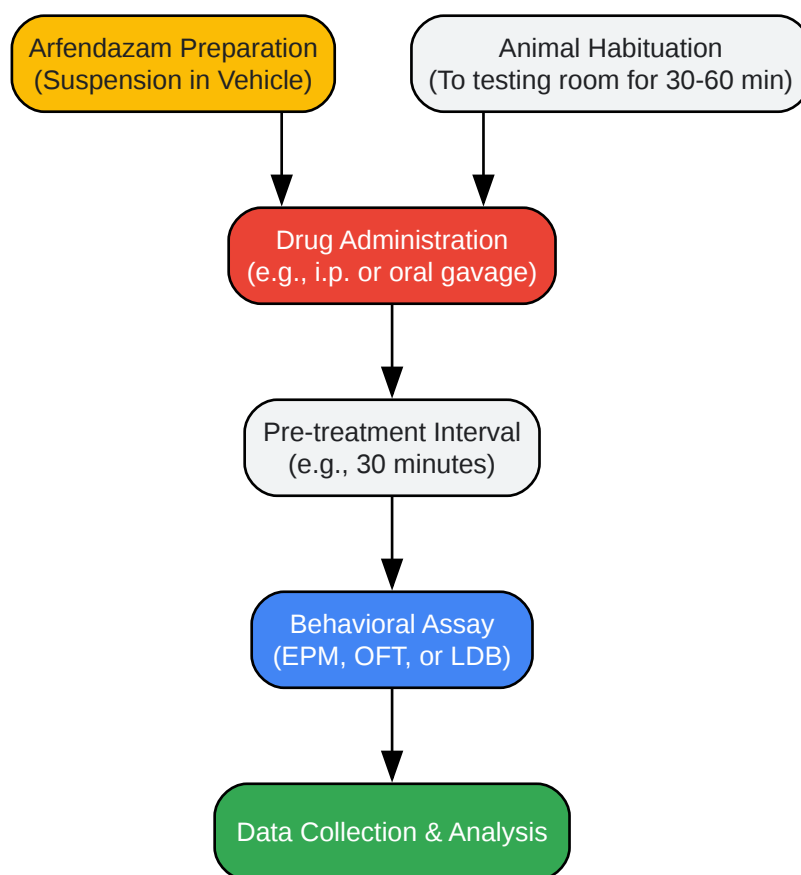 Arfendazam Preparation
(Suspension in Vehicle)
Animal Habituation
(To testing room for 30-60 min)
Drug Administration
(e.g., i.p. or oral gavage)
Pre-treatment Interval
(e.g., 30 minutes)
Behavioral Assay
(EPM, OFT, or LDB)
Data Collection & Analysis